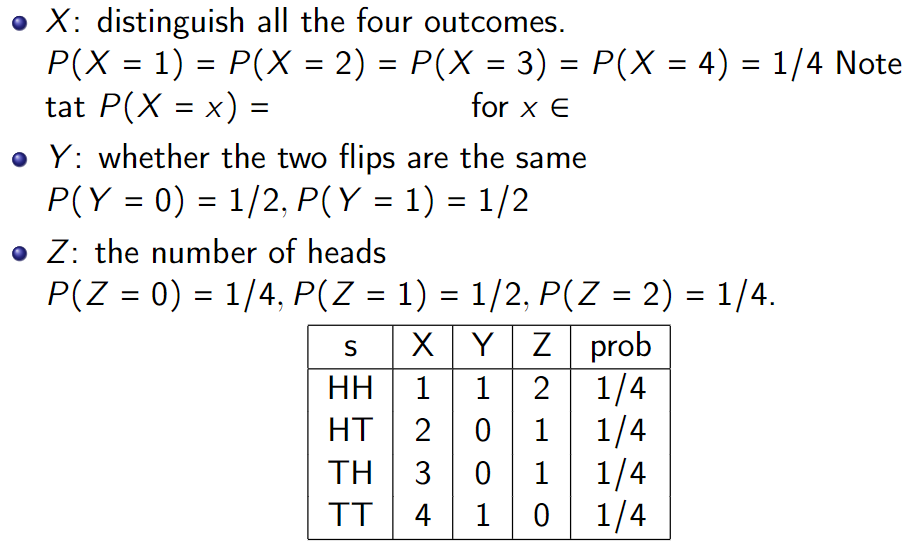 X: distinguish all the four outcomes.
P(X = 1) = P(X = 2) = P(X = 3) = P(X = 4) = 1/4 Note
tat P(X = x) = for x ∈
Y: whether the two flips are the same
P(Y = 0) = 1/2, P(Y = 1) = 1/2
Z: the number of heads
P(Z = 0) = 1/4, P(Z = 1) = 1/2, P(Z = 2) = 1/4.
s X Y Z prob
HH 1 1 2 1/4
HT 2 0 1 1/4
TH 3 0 1 1/4
TT 4 1 0 1/4